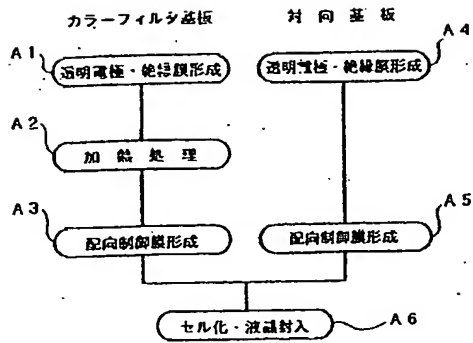 カラーフィルタ基板
対向基板
A1
透明電極・絶縁膜形成
A4
透明電極・絶縁膜形成
A2
加熱処理
A3
配向制御膜形成
A5
配向制御膜形成
セル化・液晶封入
A6